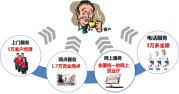 客户
上门服务
5万客户经理
网点服务
1.7万营业网点
网上服务
全国统一的网上
营业厅
电话服务
3万多坐席